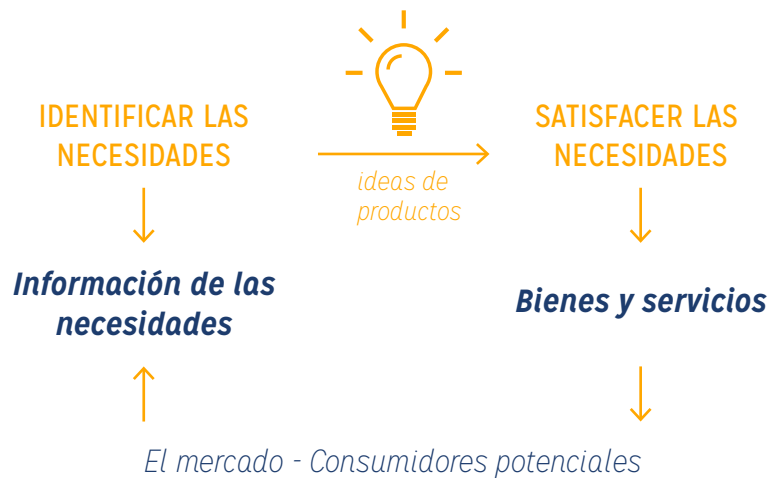 IDENTIFICAR LAS
NECESIDADES
ideas de
productos
SATISFACER LAS
NECESIDADES
Información de las
necesidades
Bienes y servicios
El mercado - Consumidores potenciales